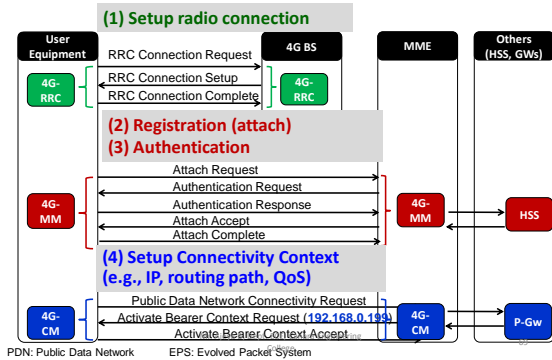 (1) Setup radio connection
User Equipment
4G BS
MME
Others (HSS, GWs)
RRC Connection Request
RRC Connection Setup
RRC Connection Complete
4G-RRC
4G-RRC
(2) Registration (attach)
(3) Authentication
Attach Request
Authentication Request
Authentication Response
Attach Accept
Attach Complete
4G-MM
4G-MM
HSS
(4) Setup Connectivity Context
(e.g., IP, routing path, QoS)
Public Data Network Connectivity Request
Activate Bearer Context Request (192.168.0.199)
Activate Bearer Context Accept
4G-CM
4G-CM
P-Gw
College
PDN: Public Data Network EPS: Evolved Packet System